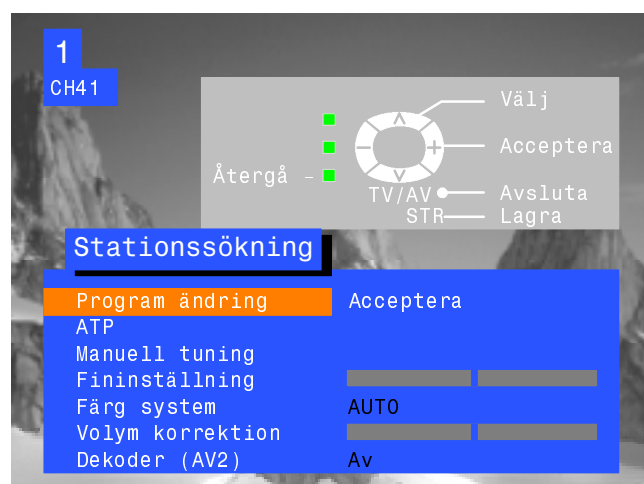 1
CH41
Välj
Acceptera
Återgå –
TV/AV Avsluta
STR Lagra
Stationssökning
Program ändring Acceptera
ATP
Manuell tuning
Fininställning
Färg system AUTO
Volym korrektion
Dekoder (AV2) Av